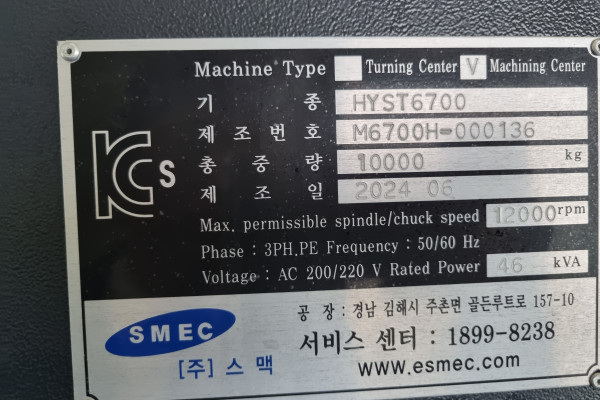 Machine Type Turning Center V Machining Center
기 종 HYST6700
제 조 번 호 M6700H-000136
총 중 량 10000 kg
제 조 일 2024 06
Max. permissible spindle/chuck speed 12000 rpm
Phase : 3PH.PE Frequency : 50/60 Hz
Voltage : AC 200/220 V Rated Power 46 kVA
KCs
공 장 : 경남 김해시 주촌면 골든루트로 157-10
SMEC
서비스 센터 : 1899-8238
[주] 스 맥
www.esmec.com